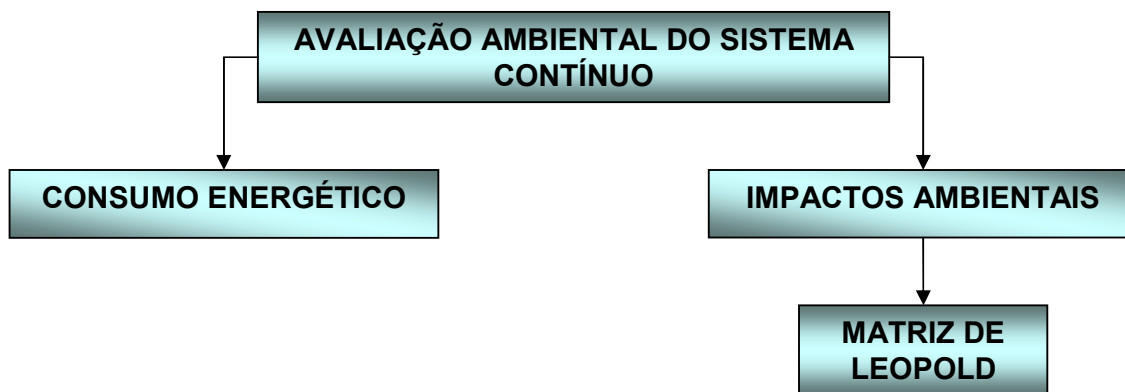 AVALIAÇÃO AMBIENTAL DO SISTEMA
CONTÍNUO
CONSUMO ENERGÉTICO
IMPACTOS AMBIENTAIS
MATRIZ DE
LEOPOLD